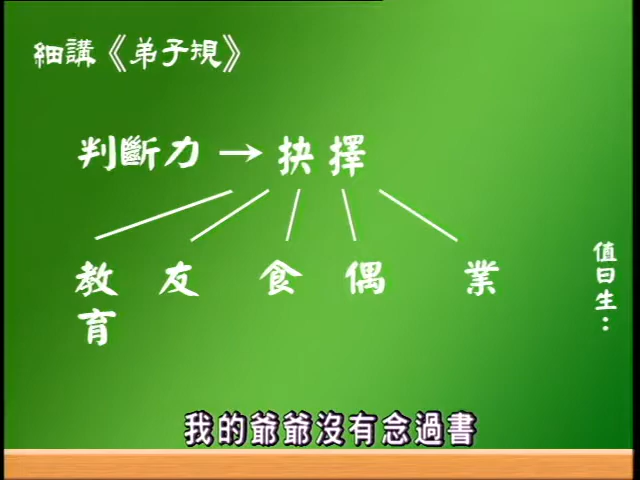 細講《弟子規》
判斷力→抉擇
教育 友 食 偶 業
值日生：
我的爺爺沒有念過書